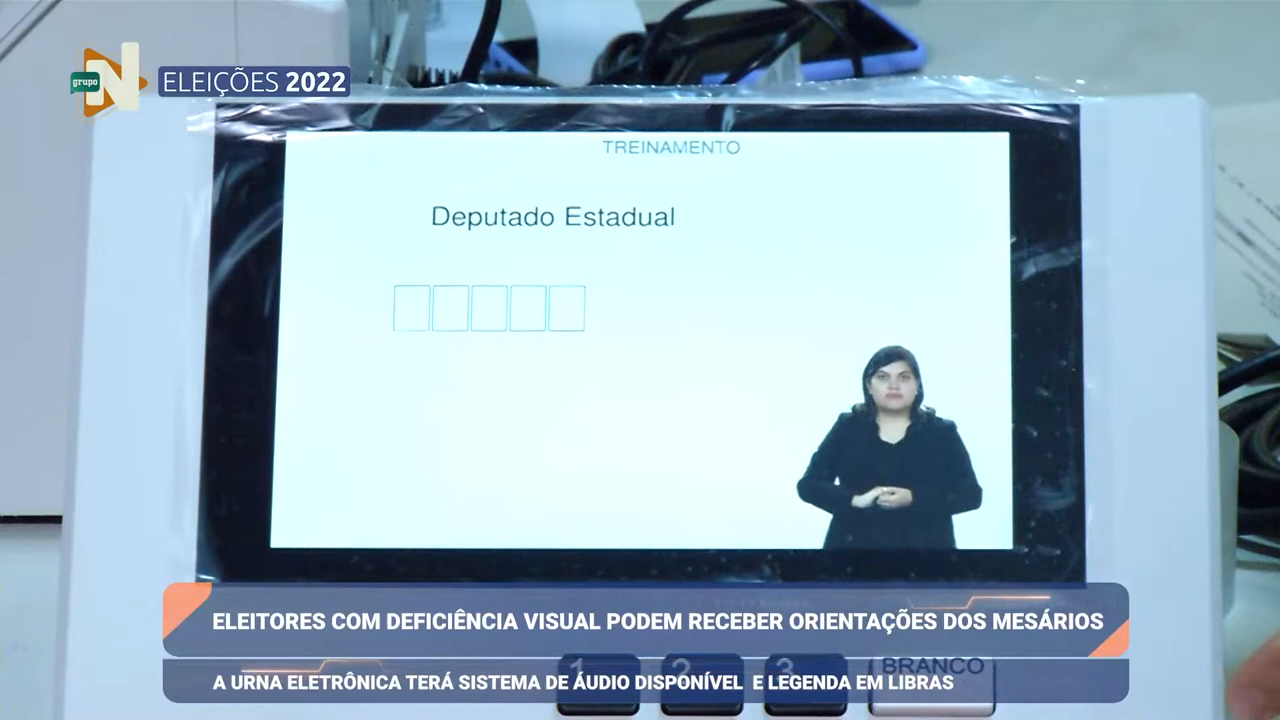 grupo N
ELEIÇÕES 2022
TREINAMENTO
Deputado Estadual
ELEITORES COM DEFICIÊNCIA VISUAL PODEM RECEBER ORIENTAÇÕES DOS MESÁRIOS
1 2 3 BRANCO
A URNA ELETRÔNICA TERÁ SISTEMA DE ÁUDIO DISPONÍVEL E LEGENDA EM LIBRAS